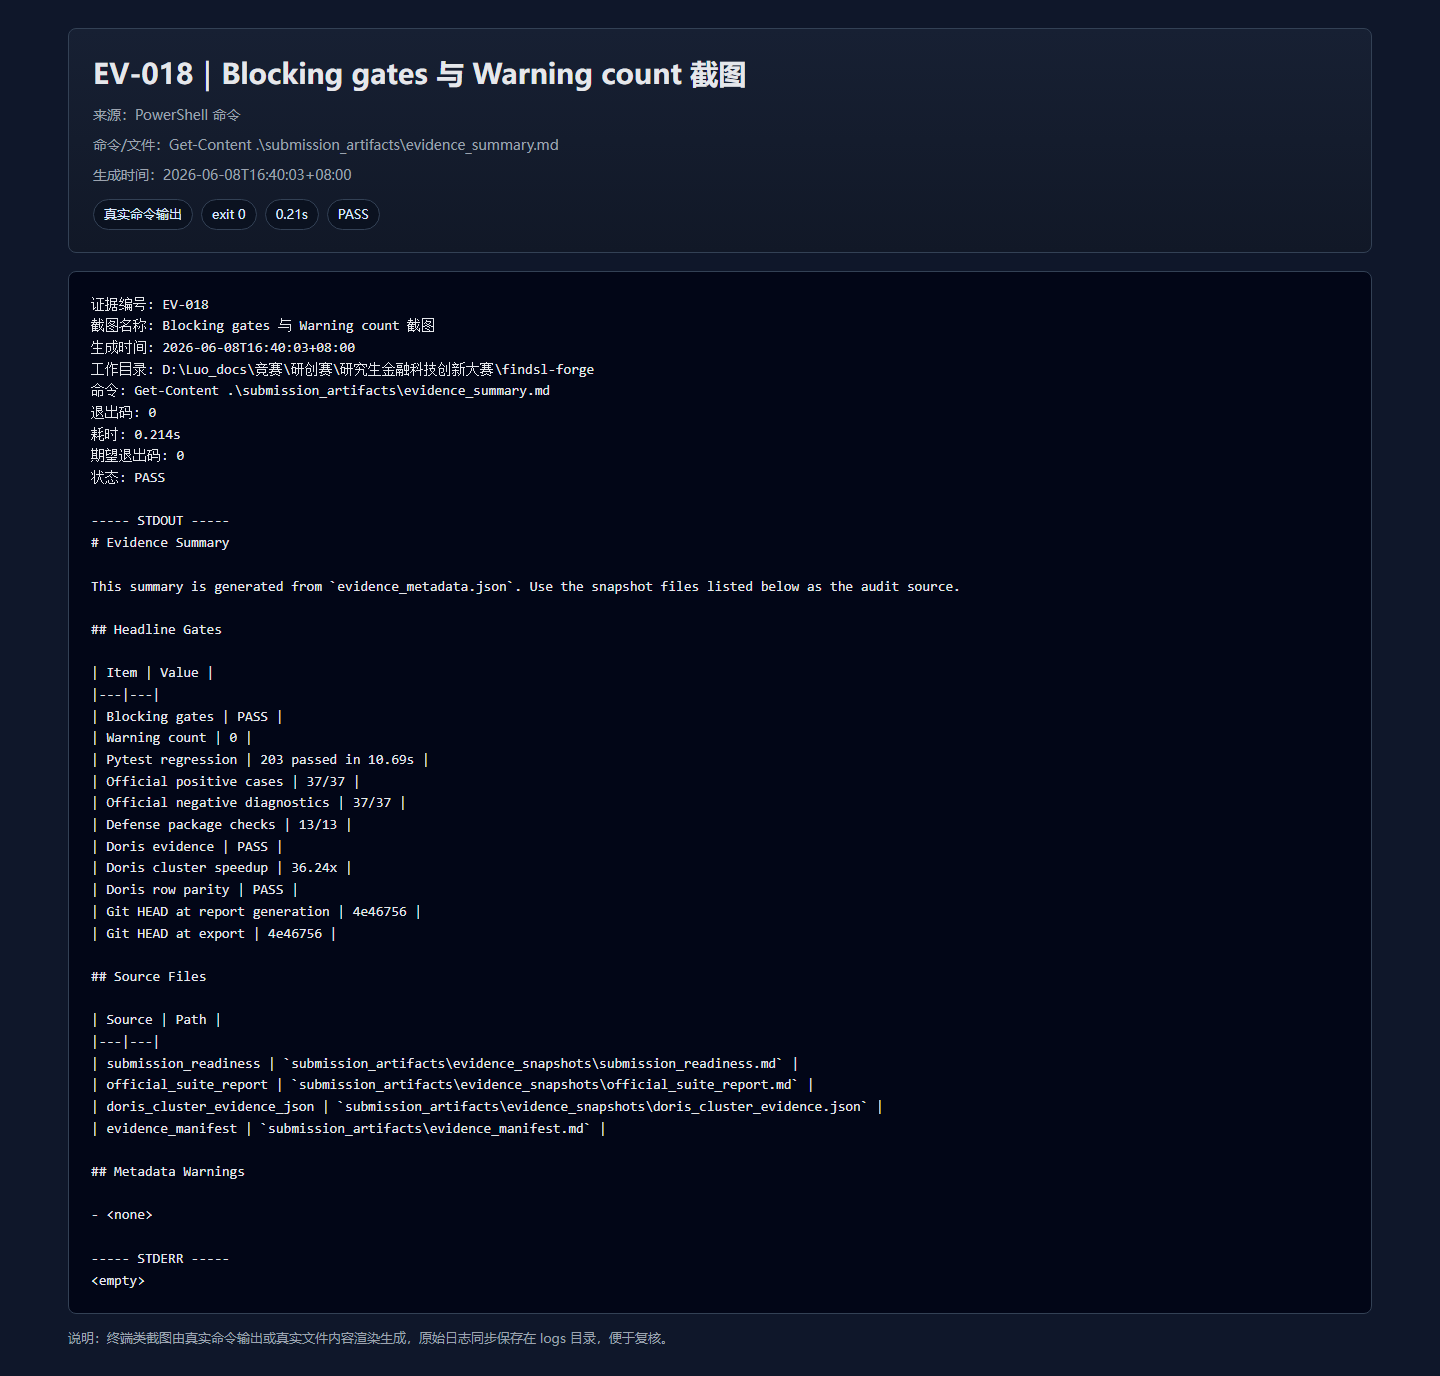 EV-018 | Blocking gates 与 Warning count 截图
来源：PowerShell 命令
命令/文件：Get-Content .\submission_artifacts\evidence_summary.md
生成时间：2026-06-08T16:40:03+08:00
真实命令输出 exit 0 0.21s PASS
证据编号: EV-018
截图名称: Blocking gates 与 Warning count 截图
生成时间: 2026-06-08T16:40:03+08:00
工作目录: D:\Luo_docs\竞赛\研创赛\研究生金融科技创新大赛\findsl-forge
命令: Get-Content .\submission_artifacts\evidence_summary.md
退出码: 0
耗时: 0.214s
期望退出码: 0
状态: PASS
----- STDOUT -----
# Evidence Summary
This summary is generated from `evidence_metadata.json`. Use the snapshot files listed below as the audit source.
## Headline Gates
| Item | Value |
|---|---|
| Blocking gates | PASS |
| Warning count | 0 |
| Pytest regression | 203 passed in 10.69s |
| Official positive cases | 37/37 |
| Official negative diagnostics | 37/37 |
| Defense package checks | 13/13 |
| Doris evidence | PASS |
| Doris cluster speedup | 36.24x |
| Doris row parity | PASS |
| Git HEAD at report generation | 4e46756 |
| Git HEAD at export | 4e46756 |
## Source Files
| Source | Path |
|---|---|
| submission_readiness | `submission_artifacts\evidence_snapshots\submission_readiness.md` |
| official_suite_report | `submission_artifacts\evidence_snapshots\official_suite_report.md` |
| doris_cluster_evidence_json | `submission_artifacts\evidence_snapshots\doris_cluster_evidence.json` |
| evidence_manifest | `submission_artifacts\evidence_manifest.md` |
## Metadata Warnings
- <none>
----- STDERR -----
<empty>
说明：终端类截图由真实命令输出或真实文件内容渲染生成，原始日志同步保存在 logs 目录，便于复核。